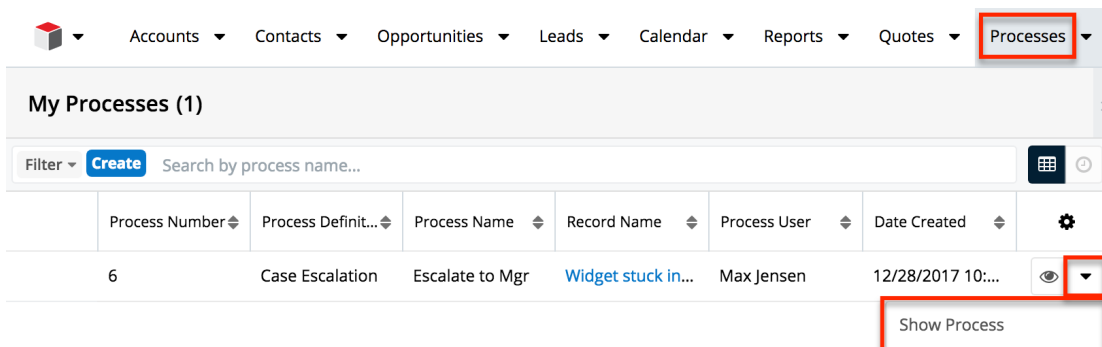 Accounts Contacts Opportunities Leads Calendar Reports Quotes Processes
My Processes (1)
Filter Create Search by process name...
Process Number Process Definit... Process Name Record Name Process User Date Created
6 Case Escalation Escalate to Mgr Widget stuck in... Max Jensen 12/28/2017 10:...
Show Process